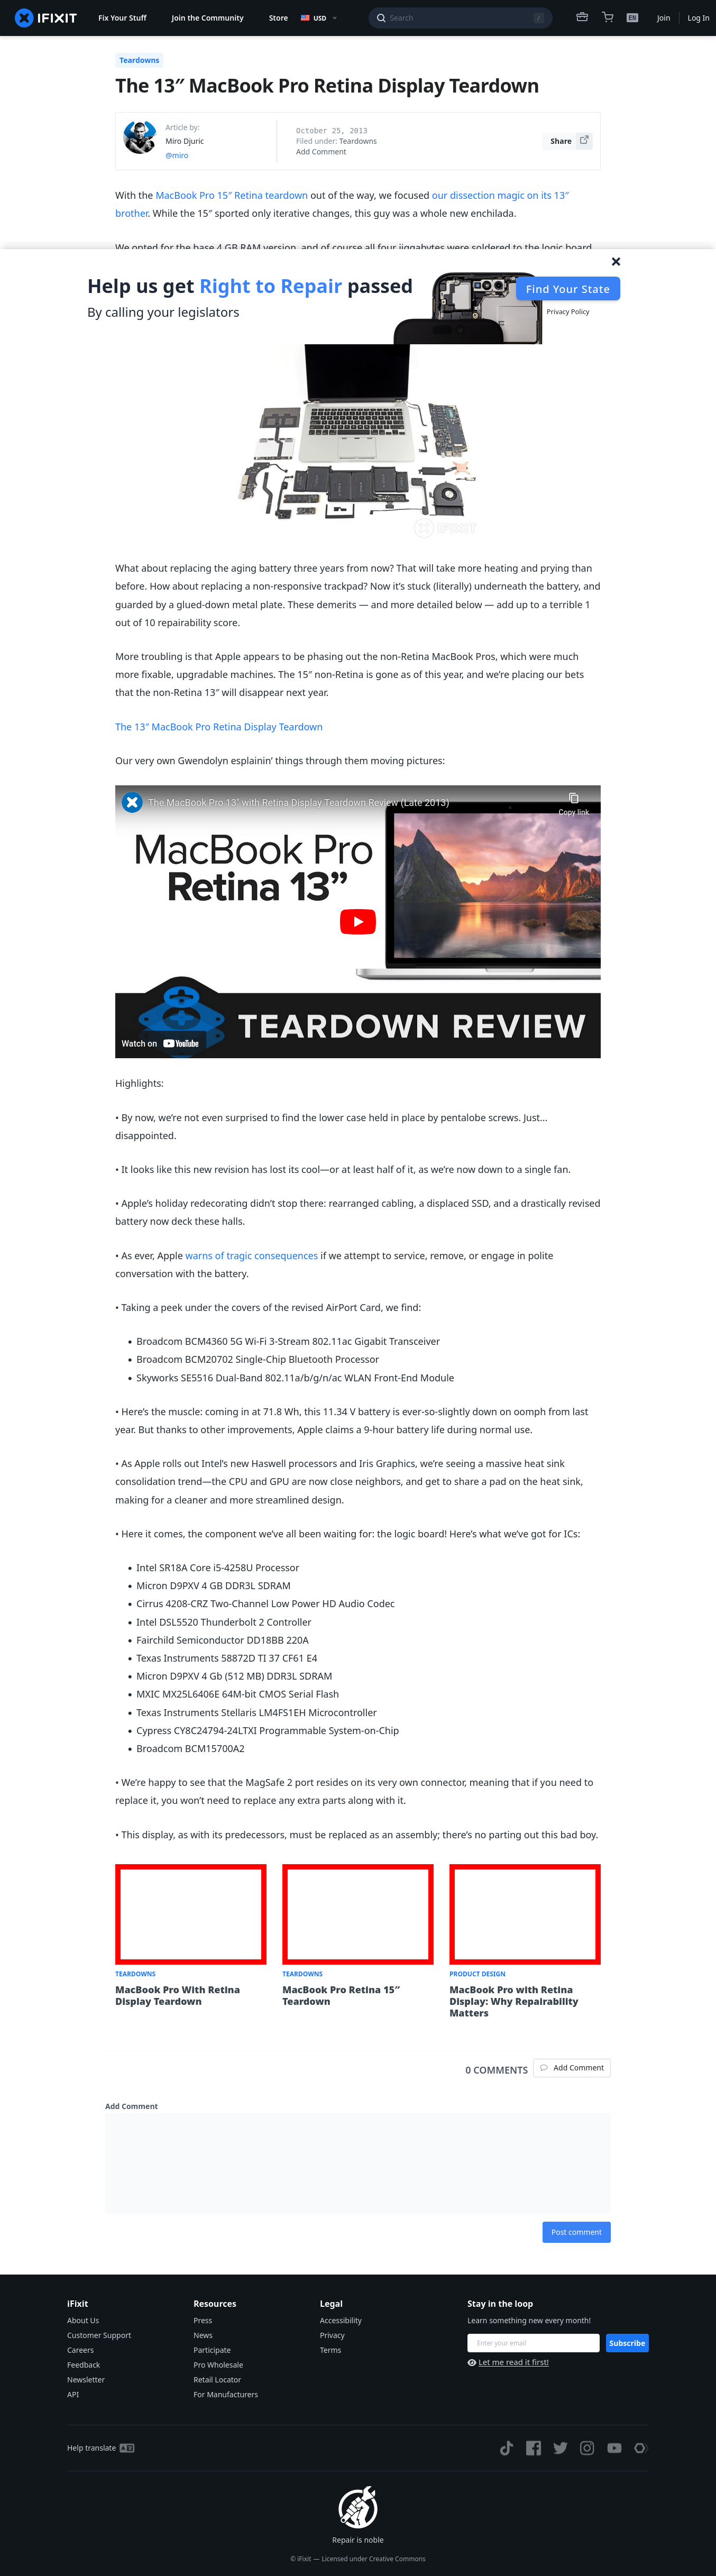 IFIXIT
Fix Your Stuff
Join the Community
Store
USD
Search
/
EN
Join
Log In
Teardowns
The 13″ MacBook Pro Retina Display Teardown
Article by:
Miro Djuric
@miro
October 25, 2013
Filed under: Teardowns
Add Comment
Share
With the MacBook Pro 15″ Retina teardown out of the way, we focused our dissection magic on its 13″
brother. While the 15″ sported only iterative changes, this guy was a whole new enchilada.
We opted for the base 4 GB RAM version, and of course all four jiggabytes were soldered to the logic board.
Help us get Right to Repair passed
By calling your legislators
Find Your State
Privacy Policy
IFIXIT
What about replacing the aging battery three years from now? That will take more heating and prying than
before. How about replacing a non-responsive trackpad? Now it’s stuck (literally) underneath the battery, and
guarded by a glued-down metal plate. These demerits — and more detailed below — add up to a terrible 1
out of 10 repairability score.
More troubling is that Apple appears to be phasing out the non-Retina MacBook Pros, which were much
more fixable, upgradable machines. The 15″ non-Retina is gone as of this year, and we’re placing our bets
that the non-Retina 13″ will disappear next year.
The 13″ MacBook Pro Retina Display Teardown
Our very own Gwendolyn esplainin’ things through them moving pictures:
The MacBook Pro 13" with Retina Display Teardown Review (Late 2013)
Copy link
MacBook Pro
Retina 13”
TEARDOWN REVIEW
Watch on YouTube
Highlights:
• By now, we’re not even surprised to find the lower case held in place by pentalobe screws. Just…
disappointed.
• It looks like this new revision has lost its cool—or at least half of it, as we’re now down to a single fan.
• Apple’s holiday redecorating didn’t stop there: rearranged cabling, a displaced SSD, and a drastically revised
battery now deck these halls.
• As ever, Apple warns of tragic consequences if we attempt to service, remove, or engage in polite
conversation with the battery.
• Taking a peek under the covers of the revised AirPort Card, we find:
• Broadcom BCM4360 5G Wi-Fi 3-Stream 802.11ac Gigabit Transceiver
• Broadcom BCM20702 Single-Chip Bluetooth Processor
• Skyworks SE5516 Dual-Band 802.11a/b/g/n/ac WLAN Front-End Module
• Here’s the muscle: coming in at 71.8 Wh, this 11.34 V battery is ever-so-slightly down on oomph from last
year. But thanks to other improvements, Apple claims a 9-hour battery life during normal use.
• As Apple rolls out Intel’s new Haswell processors and Iris Graphics, we’re seeing a massive heat sink
consolidation trend—the CPU and GPU are now close neighbors, and get to share a pad on the heat sink,
making for a cleaner and more streamlined design.
• Here it comes, the component we’ve all been waiting for: the logic board! Here’s what we’ve got for ICs:
• Intel SR18A Core i5-4258U Processor
• Micron D9PXV 4 GB DDR3L SDRAM
• Cirrus 4208-CRZ Two-Channel Low Power HD Audio Codec
• Intel DSL5520 Thunderbolt 2 Controller
• Fairchild Semiconductor DD18BB 220A
• Texas Instruments 58872D TI 37 CF61 E4
• Micron D9PXV 4 Gb (512 MB) DDR3L SDRAM
• MXIC MX25L6406E 64M-bit CMOS Serial Flash
• Texas Instruments Stellaris LM4FS1EH Microcontroller
• Cypress CY8C24794-24LTXI Programmable System-on-Chip
• Broadcom BCM15700A2
• We’re happy to see that the MagSafe 2 port resides on its very own connector, meaning that if you need to
replace it, you won’t need to replace any extra parts along with it.
• This display, as with its predecessors, must be replaced as an assembly; there’s no parting out this bad boy.
TEARDOWNS
MacBook Pro With Retina
Display Teardown
TEARDOWNS
MacBook Pro Retina 15″
Teardown
PRODUCT DESIGN
MacBook Pro with Retina
Display: Why Repairability
Matters
0 COMMENTS
Add Comment
Add Comment
Post comment
iFixit
About Us
Customer Support
Careers
Feedback
Newsletter
API
Resources
Press
News
Participate
Pro Wholesale
Retail Locator
For Manufacturers
Legal
Accessibility
Privacy
Terms
Stay in the loop
Learn something new every month!
Enter your email
Subscribe
Let me read it first!
Help translate
Repair is noble
© iFixit — Licensed under Creative Commons